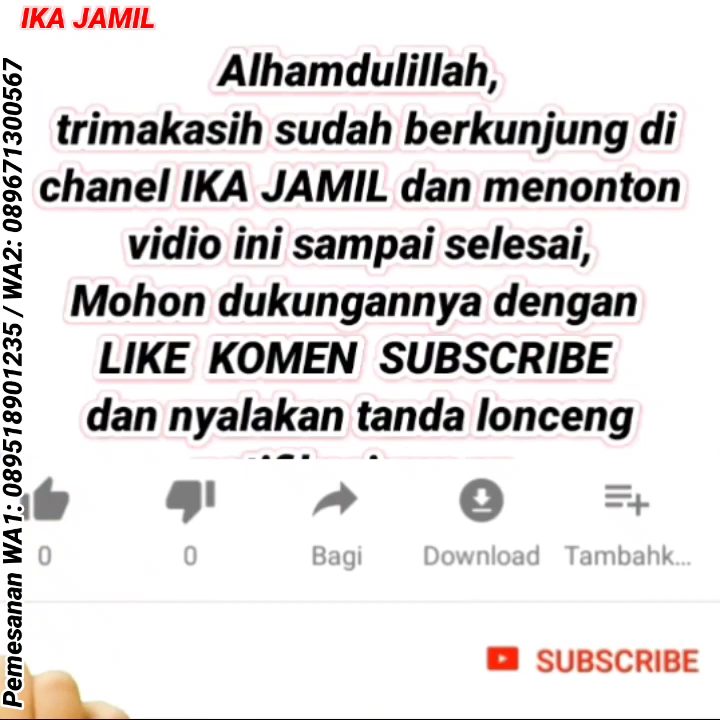 IKA JAMIL
Alhamdulillah,
trimakasih sudah berkunjung di
chanel IKA JAMIL dan menonton
vidio ini sampai selesai,
Mohon dukungannya dengan
LIKE KOMEN SUBSCRIBE
dan nyalakan tanda lonceng
0
0
Bagi
Download
Tambahk...
SUBSCRIBE
Pemesanan WA1: 089518901235 / WA2: 089671300567